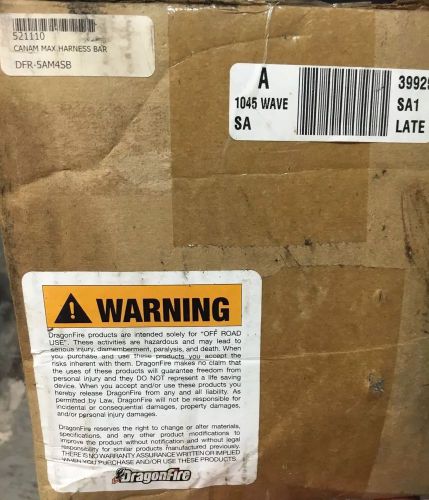 521110
CANAM MAX HARNESS BAR
DFR-5AM4SB
A
1045 WAVE
SA
3992
SA1
LATE
WARNING
DragonFire products are intended solely for "OFF ROAD
USE". These activities are hazardous and may lead to
serious injury, dismemberment, paralysis, and death. When
you purchase and use these products you accept the
risks inherent with them. DragonFire makes no claim that
the uses of these products will guarantee freedom from
personal injury and they DO NOT represent a life saving
device. When you accept and/or use these products you
hereby release DragonFire from any and all liability. As
permitted by Law, DragonFire will not be responsible for
incidental or consequential damages, property damages,
and/or personal injury damages.
DragonFire reserves the right to change or alter materials,
specifications, and any other product modifications to
improve the product without notification and without legal
responsibility for similar products manufactured previously.
THERE IS NO WARRANTY ASSURANCE WRITTEN OR IMPLIED
WHEN YOU PURCHASE AND/OR USE THESE PRODUCTS.
DragonFire